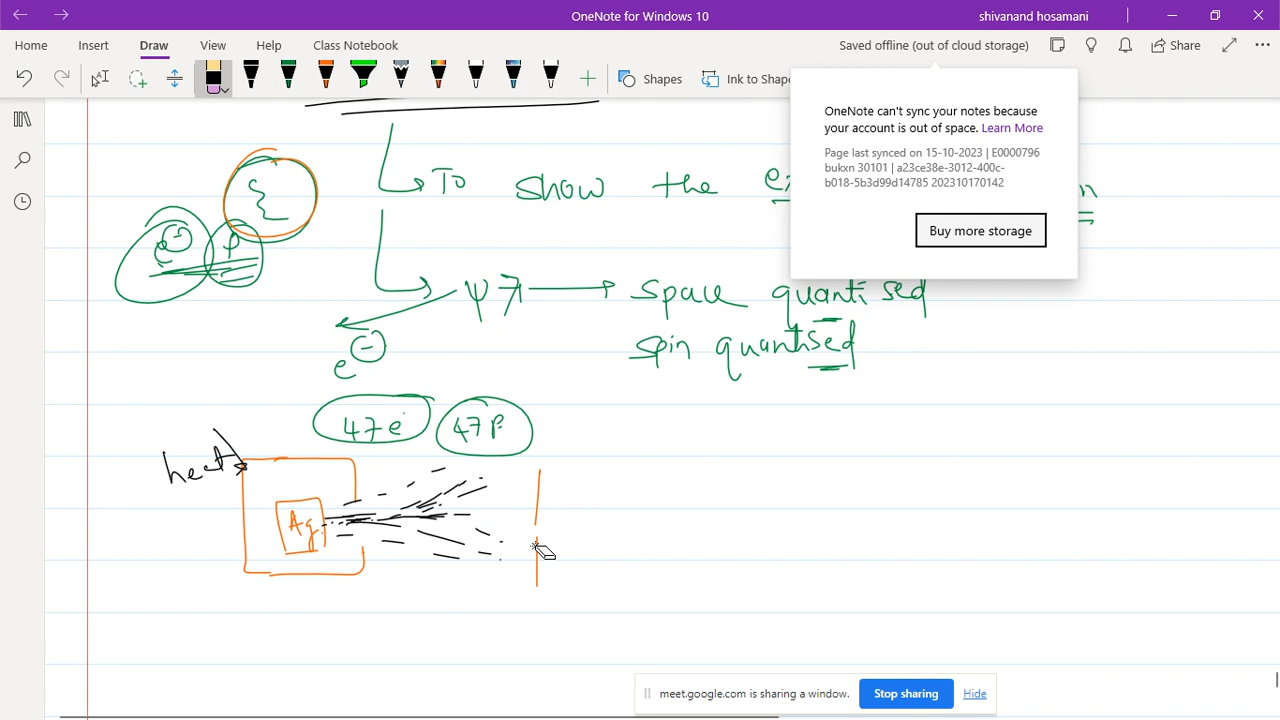 OneNote for Windows 10
shivanand hosamani
Home Insert Draw View Help Class Notebook
Saved offline (out of cloud storage)
Share
Shapes
Ink to Shap
OneNote can't sync your notes because
your account is out of space. Learn More
Page last synced on 15-10-2023 | E0000796
bukxn 30101 | a23ce38e-3012-400c-
b018-5b3d99d14785 202310170142
Buy more storage
To show the
e⁻ p
ψ λ → space quantised
spin quantised
e⁻
47 e⁻ 47 P
heat
Ag
meet.google.com is sharing a window.
Stop sharing
Hide